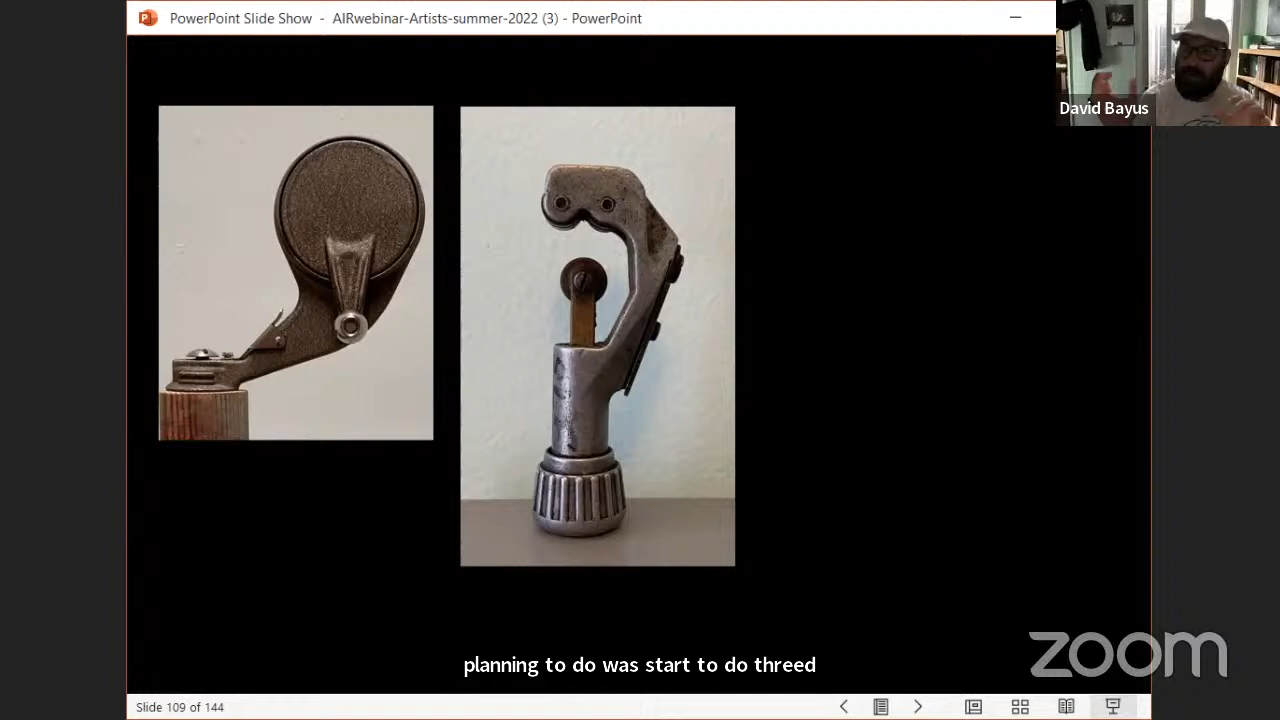 PowerPoint Slide Show - AIRwebinar-Artists-summer-2022 (3) - PowerPoint
David Bayus
planning to do was start to do threed
zoom
Slide 109 of 144